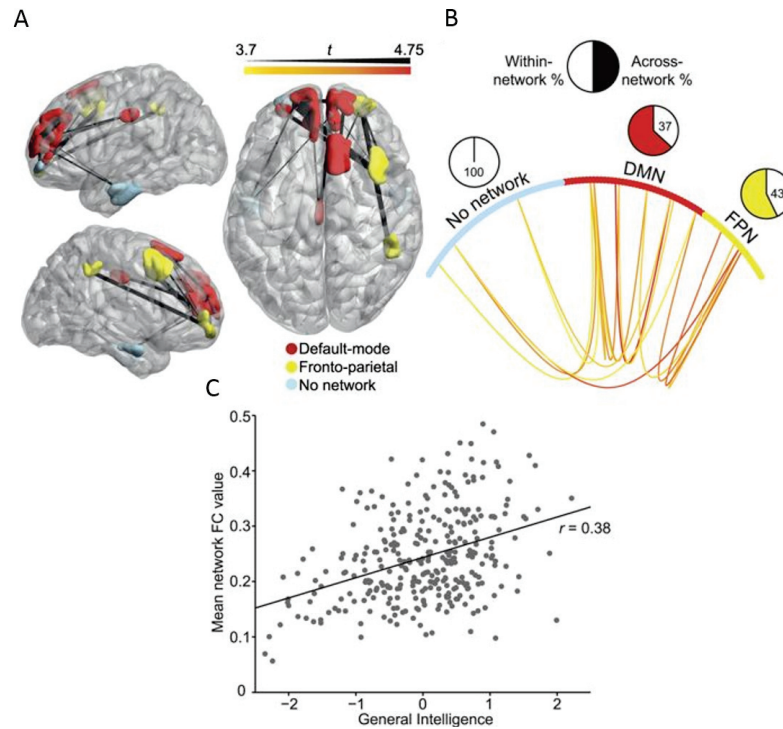 A
3.7 t 4.75
Default-mode
Fronto-parietal
No network
B
Within-
network %
Across-
network %
100
37
43
No network
DMN
FPN
C
Mean network FC value
0.5
0.4
0.3
0.2
0.1
0
r = 0.38
−2 −1 0 1 2
General Intelligence